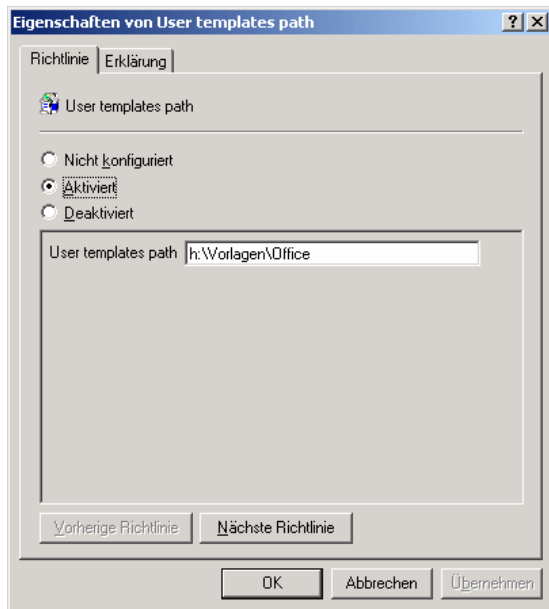 Eigenschaften von User templates path
Richtlinie Erklärung
User templates path
Nicht konfiguriert
Aktiviert
Deaktiviert
User templates path h:\Vorlagen\Office
Vorherige Richtlinie Nächste Richtlinie
OK Abbrechen Übernehmen